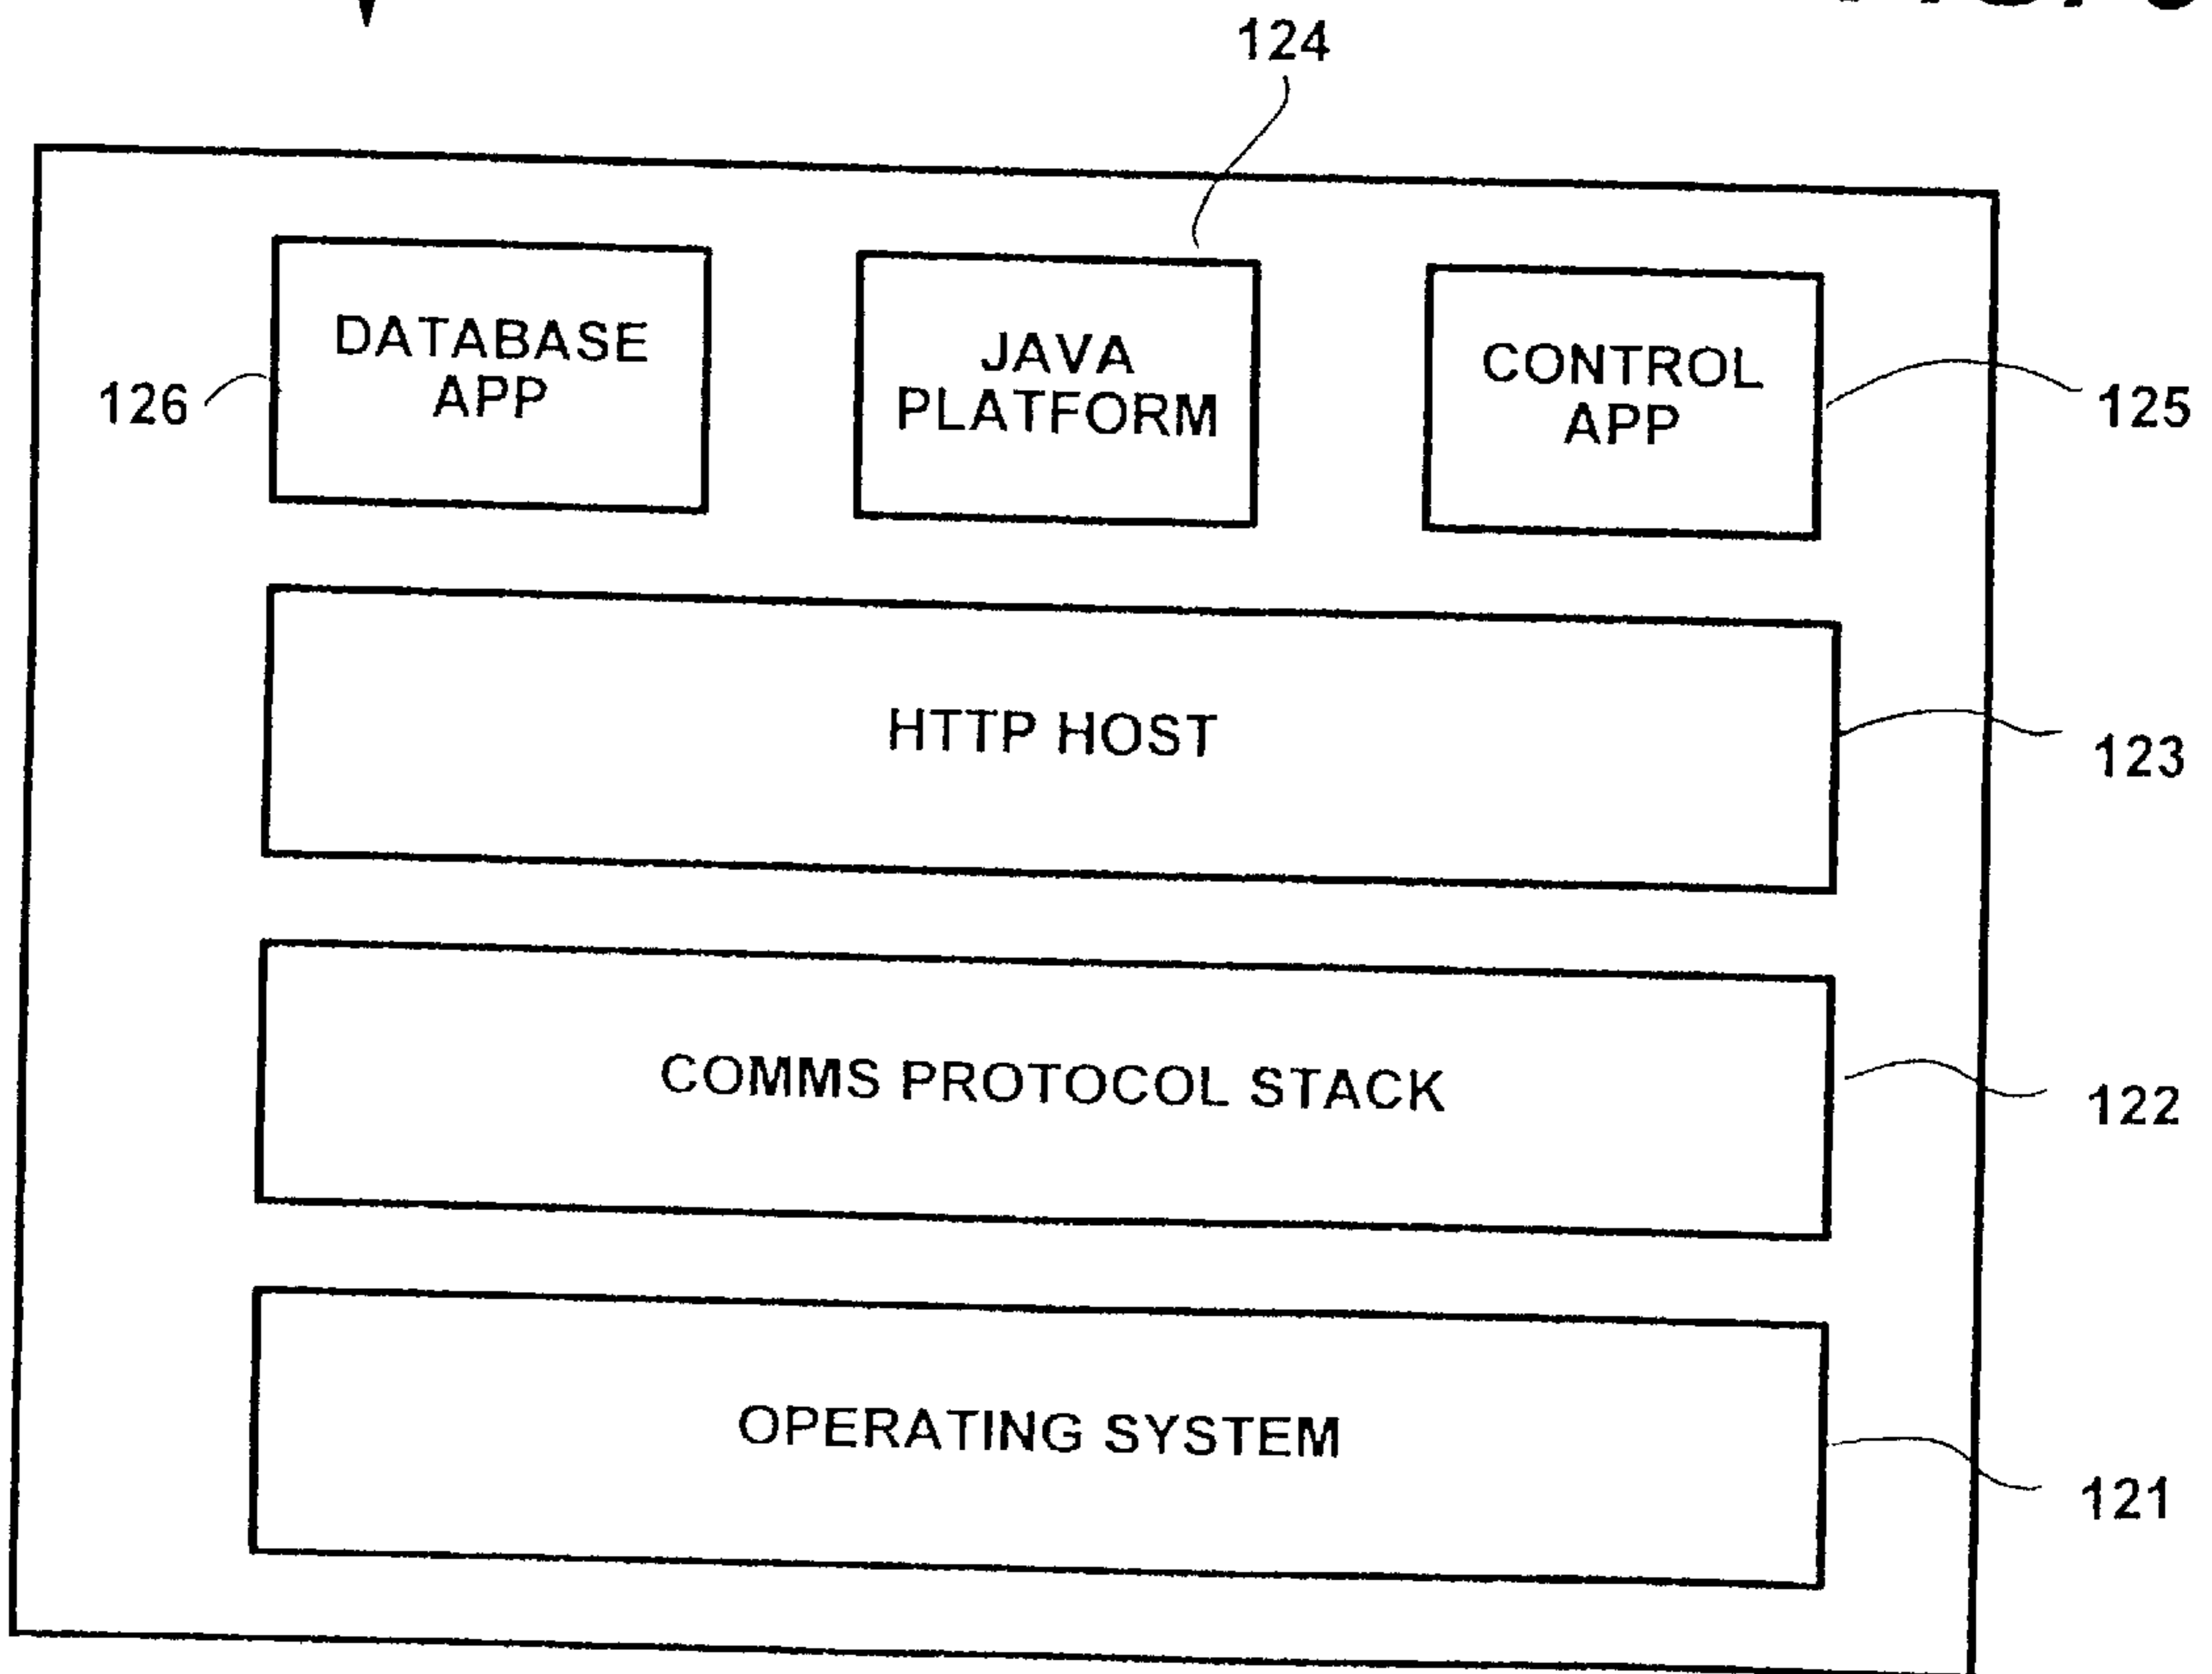 124
DATABASE
APP
JAVA
PLATFORM
CONTROL
APP
126
125
HTTP HOST
123
COMMS PROTOCOL STACK
122
OPERATING SYSTEM
121